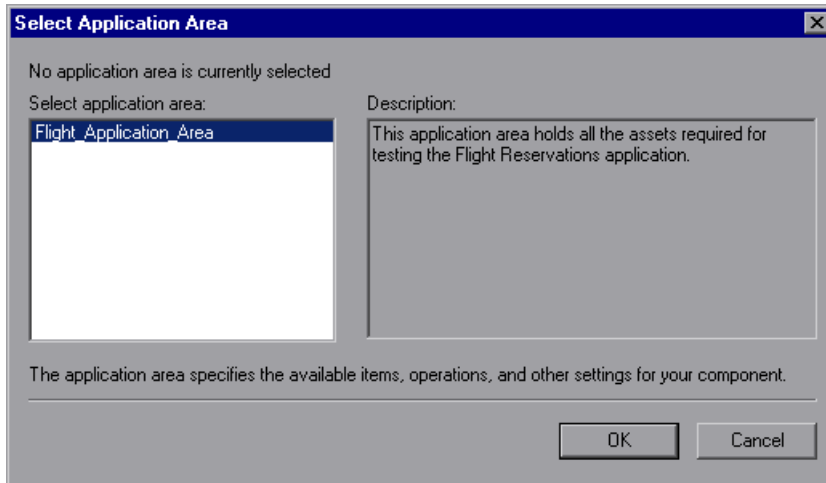 Select Application Area
No application area is currently selected
Select application area:
Flight_Application_Area
Description:
This application area holds all the assets required for
testing the Flight Reservations application.
The application area specifies the available items, operations, and other settings for your component.
OK
Cancel